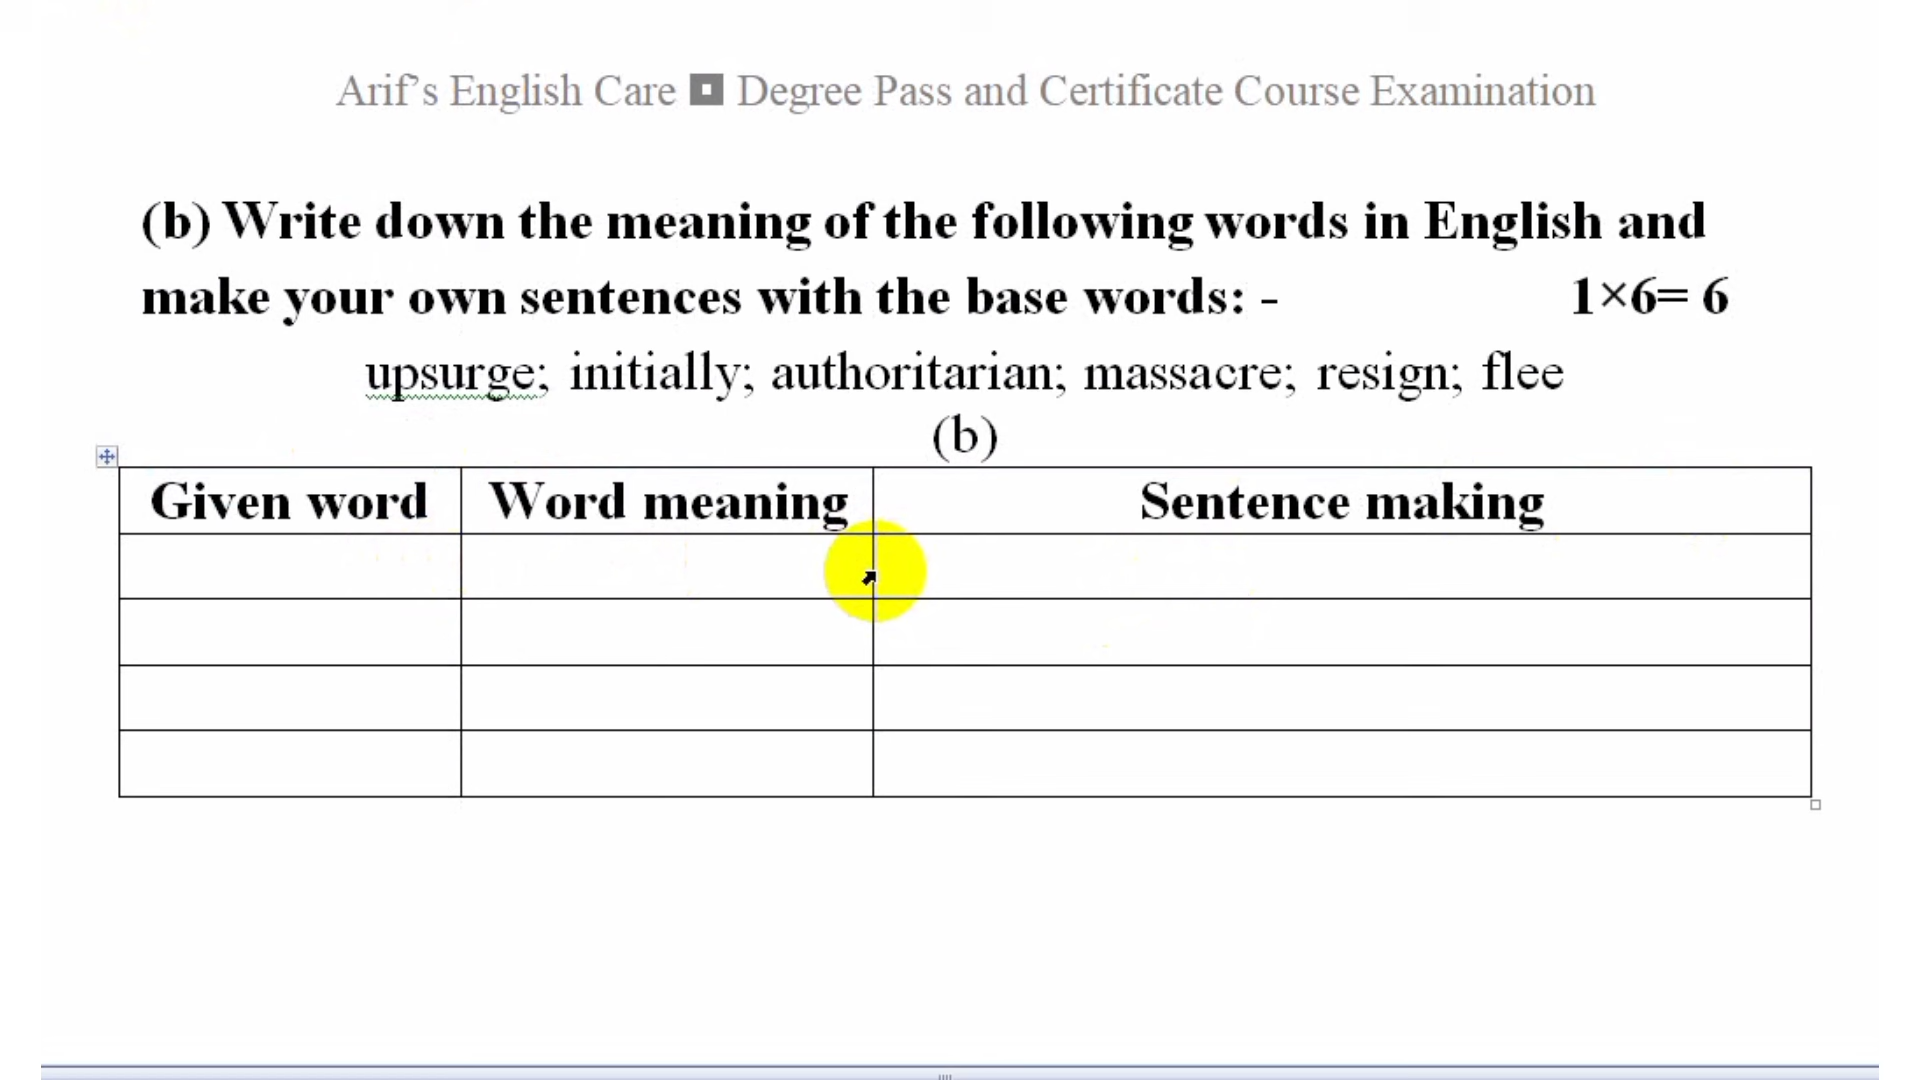 Arif’s English Care ◘ Degree Pass and Certificate Course Examination
(b) Write down the meaning of the following words in English and
make your own sentences with the base words: - 1×6= 6
upsurge; initially; authoritarian; massacre; resign; flee
(b)
Given word Word meaning Sentence making